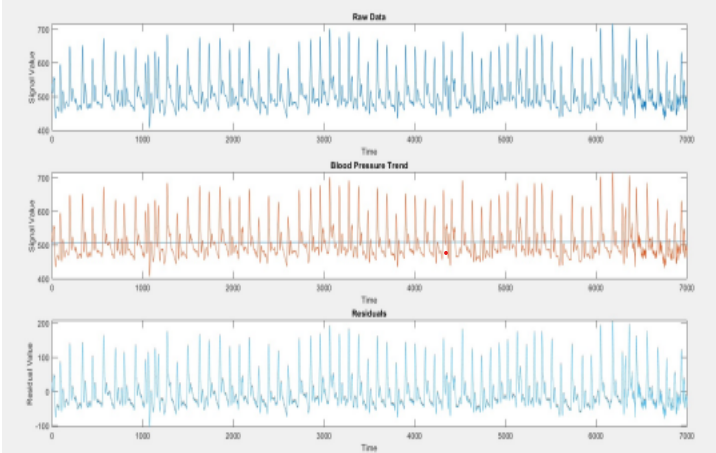 Raw Data
Signal Value
700
600
500
400
0 1000 2000 3000 4000 5000 6000 7000
Time
Blood Pressure Trend
Signal Value
700
600
500
400
0 1000 2000 3000 4000 5000 6000 7000
Time
Residuals
Residual Value
200
100
0
-100
0 1000 2000 3000 4000 5000 6000 7000
Time